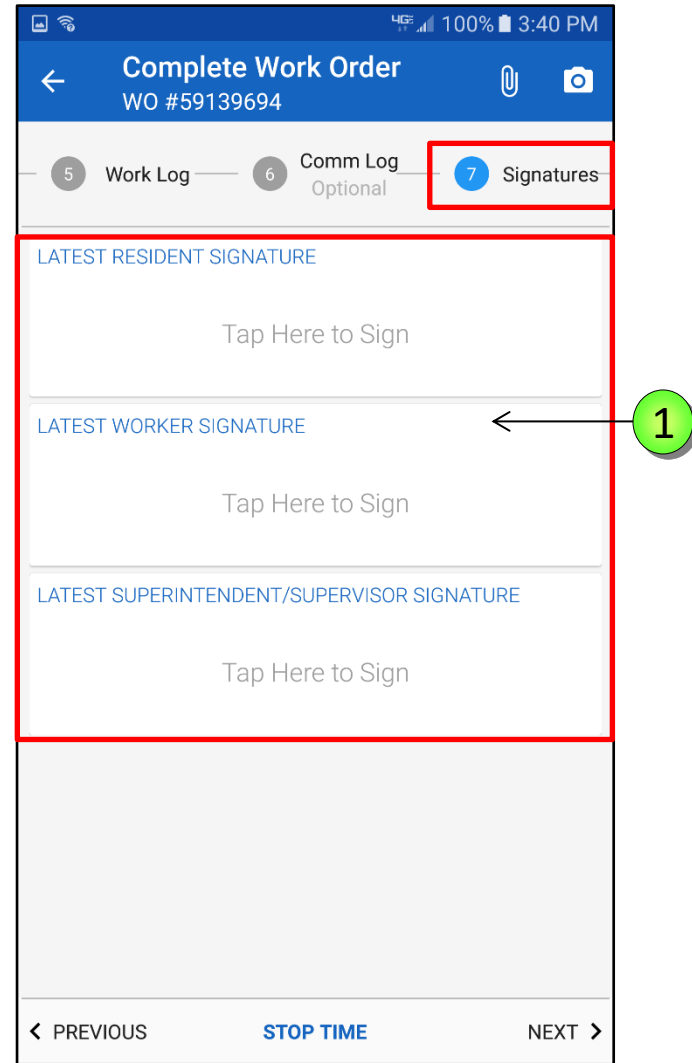 4G 100% 3:40 PM
Complete Work Order
WO #59139694
5 Work Log 6 Comm Log Optional 7 Signatures
LATEST RESIDENT SIGNATURE
Tap Here to Sign
LATEST WORKER SIGNATURE
1
Tap Here to Sign
LATEST SUPERINTENDENT/SUPERVISOR SIGNATURE
Tap Here to Sign
PREVIOUS STOP TIME NEXT